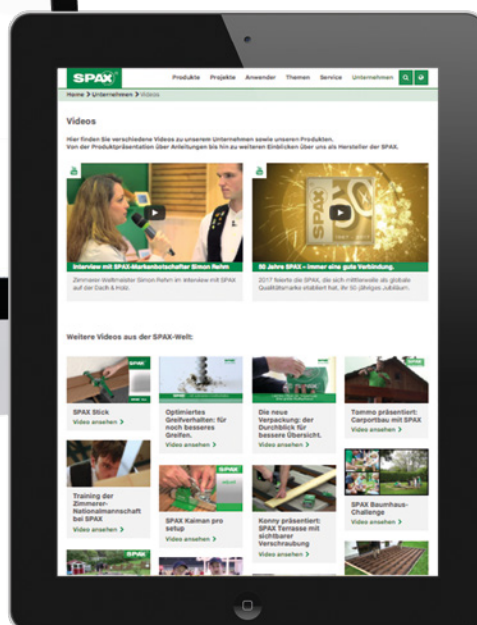 SPAX
Produkte Projekte Anwender Themen Service Unternehmen
Home > Unternehmen > Videos
Videos
Hier finden Sie verschiedene Videos zu unserem Unternehmen sowie unseren Produkten.
Von der Produktpräsentation über Anleitungen bis hin zu weiteren Einblicken über uns als Hersteller der SPAX.
SPAX
Interview mit SPAX-Markenbotschafter Simon Rehm
50 Jahre SPAX – Immer eine gute Verbindung.
Zimmerer Weltmeister Simon Rehm im Interview mit SPAX
auf der Dach & Holz.
2017 feierte die SPAX, die sich mittlerweile als globale
Qualitätsmarke etabliert hat, ihr 50 jähriges Jubiläum.
Weitere Videos aus der SPAX-Welt:
SPAX Stick
Video ansehen >
Optimiertes
Greifverhalten: für
noch besseres
Greifen.
Video ansehen >
Die neue
Verpackung: der
Durchblick für
bessere Übersicht.
Video ansehen >
Tammo präsentiert:
Carportbau mit SPAX
Video ansehen >
Training der
Zimmerer-
Nationalmannschaft
bei SPAX
Video ansehen >
SPAX
SPAX Kaiman pro
setup
Video ansehen >
Kenny präsentiert:
SPAX Terrasse mit
sichtbarer
Verschraubung
Video ansehen >
SPAX Baumhaus-
Challenge
Video ansehen >